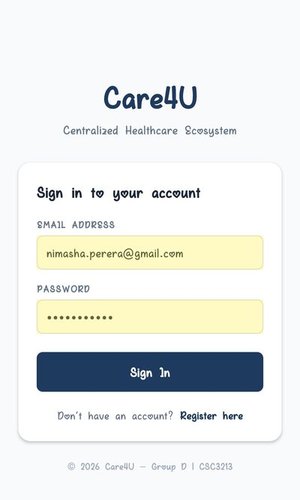 Care4U
Centralized Healthcare Ecosystem
Sign in to your account
EMAIL ADDRESS
nimasha.perera@gmail.com
PASSWORD
•••••••••••
Sign In
Don't have an account? Register here
© 2026 Care4U — Group D | CSC3213